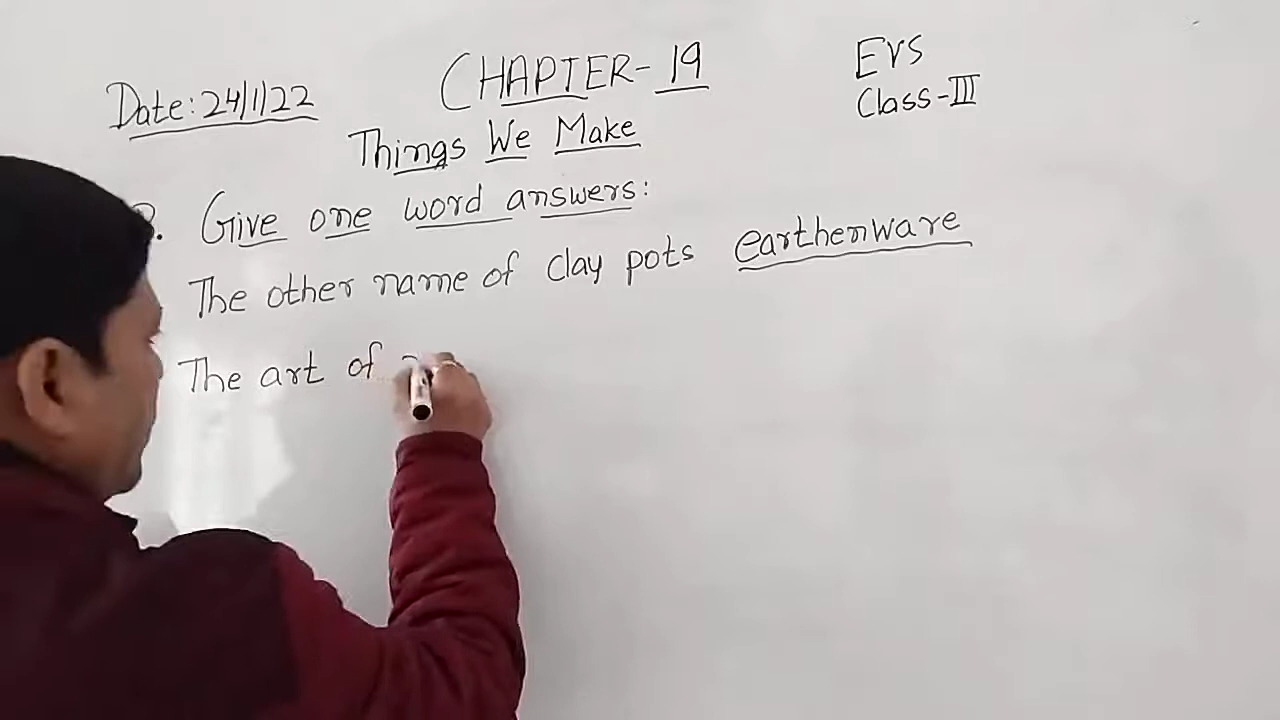 Date: 24/1/22
CHAPTER- 19
EVS
Class-III
Things We Make
Give one word answers:
The other name of clay pots earthenware
The art of